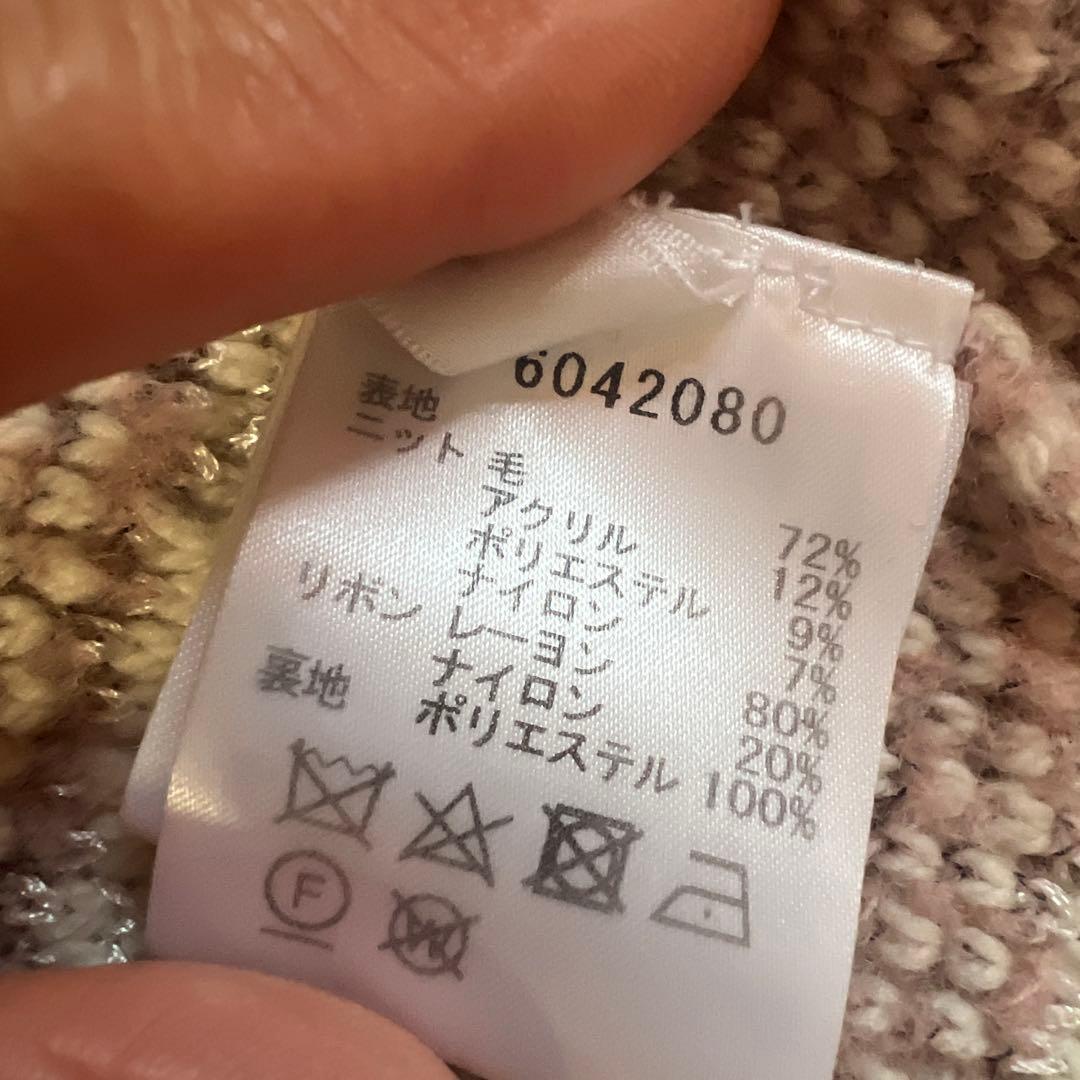 6042080
表地
ニット 毛 72%
アクリル 12%
ポリエステル 9%
ナイロン 7%
リボン レーヨン 80%
ナイロン 20%
裏地 ポリエステル 100%
F
W